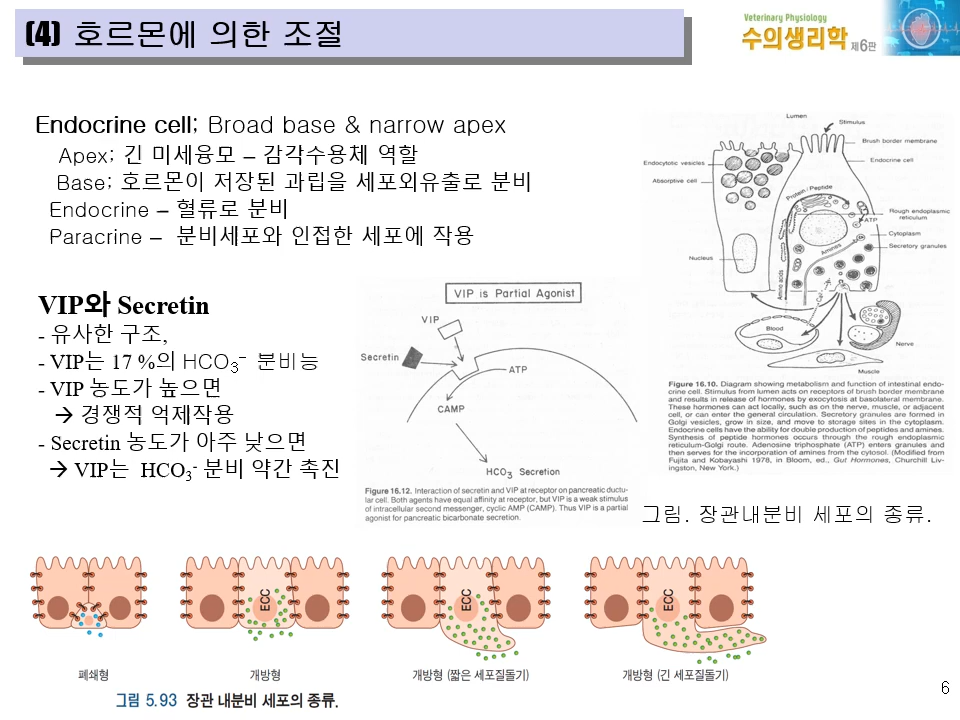 (4) 호르몬에 의한 조절
Veterinary Physiology
수의생리학 제6판
Endocrine cell; Broad base & narrow apex
Apex; 긴 미세융모 – 감각수용체 역할
Base; 호르몬이 저장된 과립을 세포외유출로 분비
Endocrine – 혈류로 분비
Paracrine – 분비세포와 인접한 세포에 작용
VIP와 Secretin
- 유사한 구조,
- VIP는 17 %의 HCO3- 분비능
- VIP 농도가 높으면
→ 경쟁적 억제작용
- Secretin 농도가 아주 낮으면
→ VIP는 HCO3- 분비 약간 촉진
VIP is Partial Agonist
VIP
Secretin
ATP
CAMP
HCO3 Secretion
Figure 16.12. Interaction of secretin and VIP at receptor on pancreatic ductu-
lar cell. Both agents have equal affinity at receptor, but VIP is a weak stimulus
of intracellular second messenger, cyclic AMP (CAMP). Thus VIP is a partial
agonist for pancreatic bicarbonate secretion.
Lumen
Stimulus
Brush border membrane
Endocytotic vesicles
Endocrine cell
Absorptive cell
Protein / Peptide
Rough endoplasmic
reticulum
ATP
Cytoplasm
Secretory granules
Amines
Nucleus
Amino acids
Ca
Blood
Nerve
Muscle
Figure 16.10. Diagram showing metabolism and function of intestinal endo-
crine cell. Stimulus from lumen acts on receptors of brush border membrane
and results in release of hormones by exocytosis at basolateral membrane.
These hormones can act locally, such as on the nerve, muscle, or adjacent
cell, or can enter the general circulation. Secretory granules are formed in
Golgi vesicles, grow in size, and move to storage sites in the cytoplasm.
Endocrine cells have the ability for double production of peptides and amines.
Synthesis of peptide hormones occurs through the rough endoplasmic
reticulum-Golgi route. Adenosine triphosphate (ATP) enters granules and
then serves for the incorporation of amines from the cytosol. (Modified from
Fujita and Kobayashi 1978, in Bloom, ed., Gut Hormones, Churchill Liv-
ingston, New York.)
그림. 장관내분비 세포의 종류.
ECC
ECC
ECC
폐쇄형
개방형
개방형 (짧은 세포질돌기)
개방형 (긴 세포질돌기)
그림 5.93 장관 내분비 세포의 종류.
6